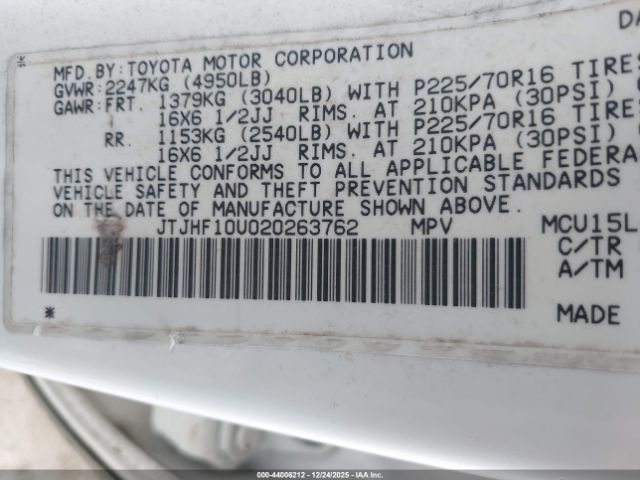 DA
MFD.BY:TOYOTA MOTOR CORPORATION
GVWR:2247KG (4950LB)
GAWR:FRT. 1379KG (3040LB) WITH P225/70R16 TIRES
16X6 1/2JJ RIMS. AT 210KPA (30PSI)
RR. 1153KG (2540LB) WITH P225/70R16 TIRE
16X6 1/2JJ RIMS. AT 210KPA (30PSI)
THIS VEHICLE CONFORMS TO ALL APPLICABLE FEDERA
VEHICLE SAFETY AND THEFT PREVENTION STANDARDS
ON THE DATE OF MANUFACTURE SHOWN ABOVE.
JTJHF10U020263762 MPV MCU15L
C/TR
A/TM
* * MADE
000-44006212 - 12/24/2025 - IAA Inc.